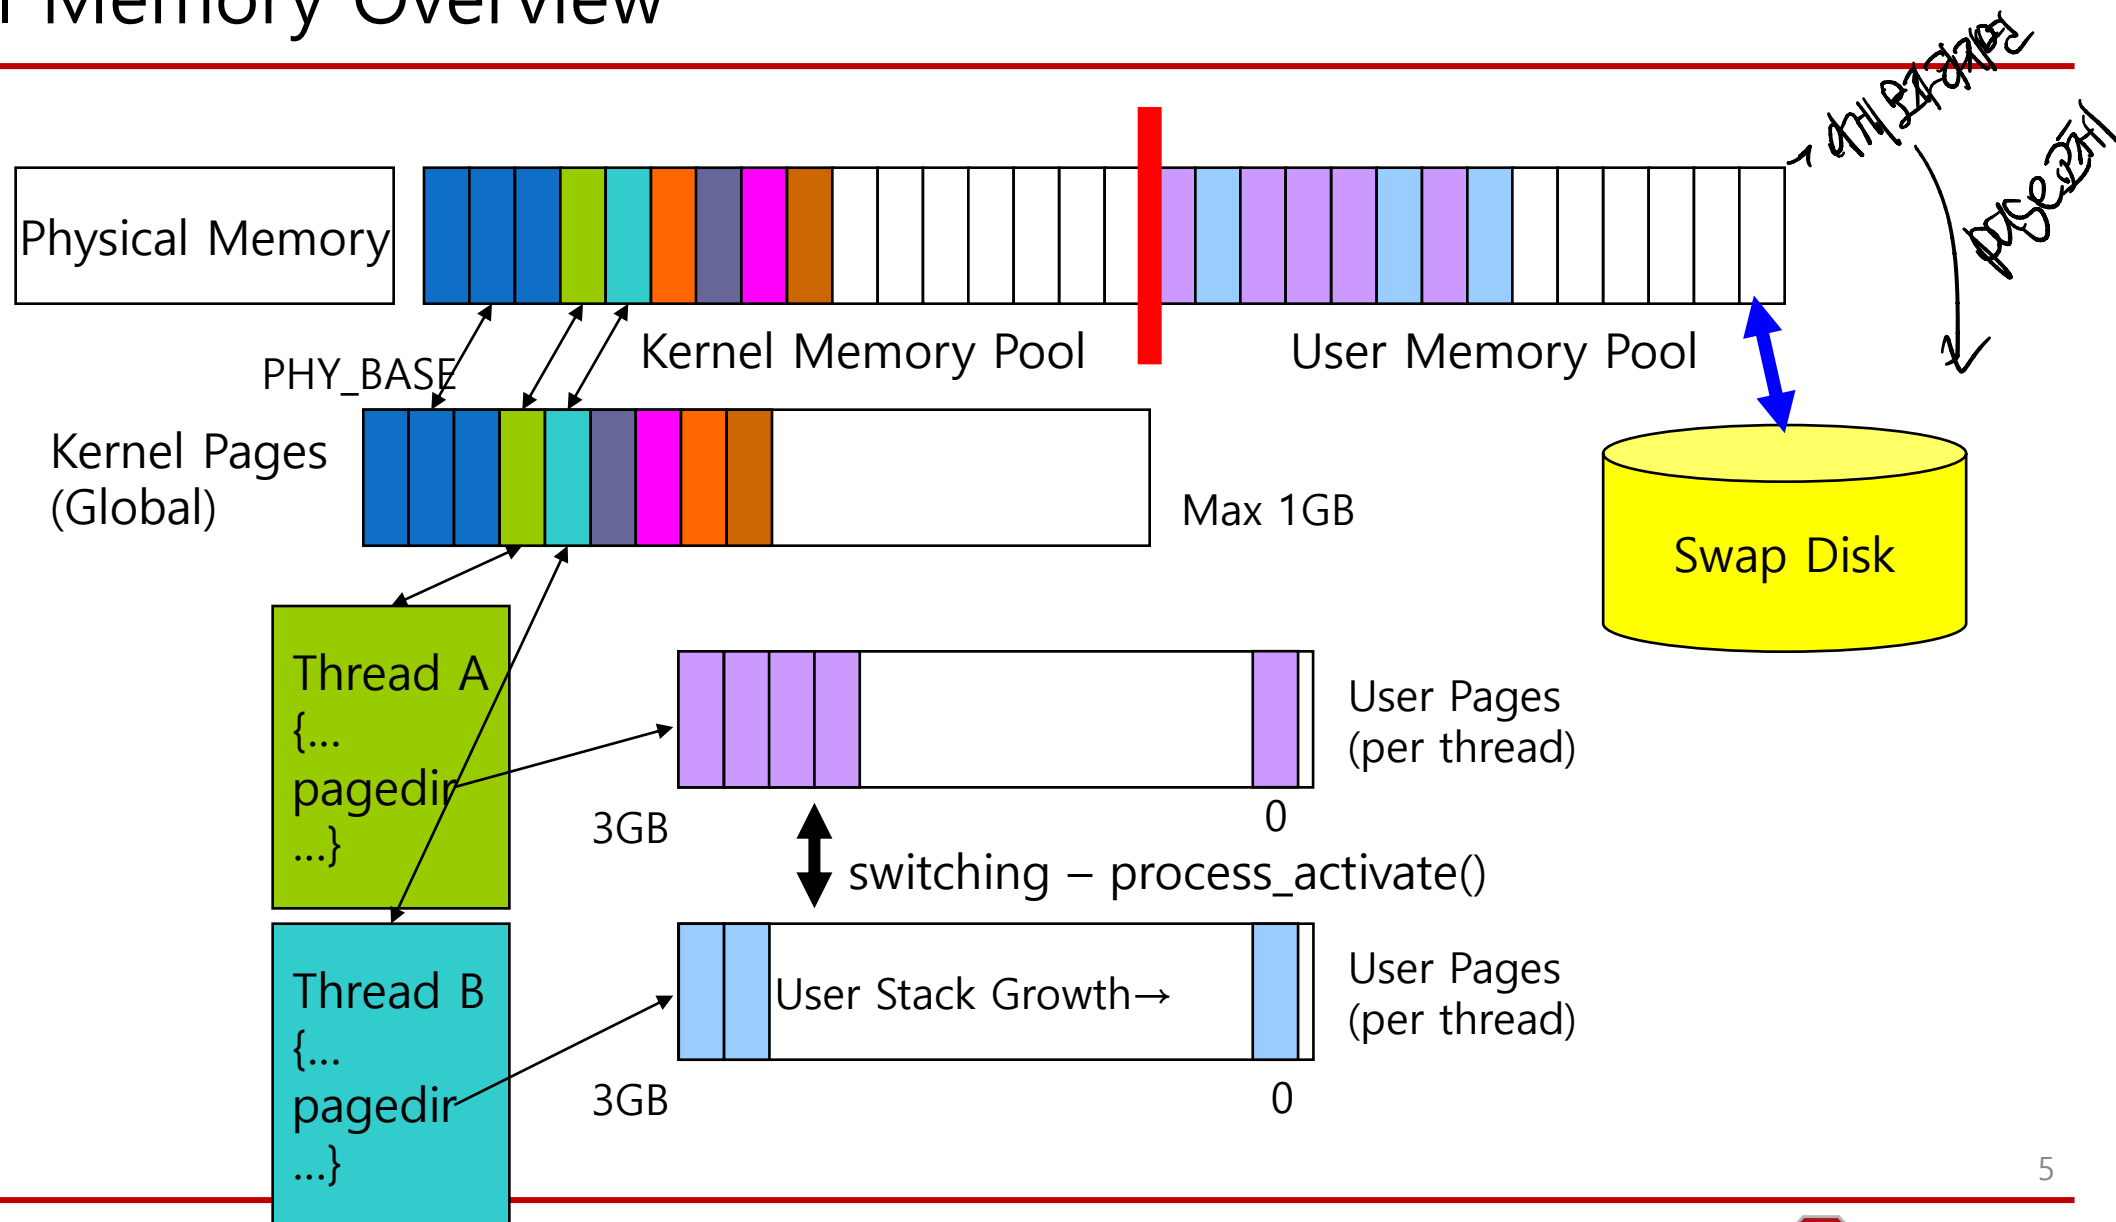 Memory Overview
Physical Memory
Kernel Memory Pool
User Memory Pool
PHY_BASE
Kernel Pages
(Global)
Max 1GB
Swap Disk
Thread A
{...
pagedir
...}
User Pages
(per thread)
3GB
0
switching – process_activate()
Thread B
{...
pagedir
...}
User Stack Growth→
User Pages
(per thread)
3GB
0
page
5